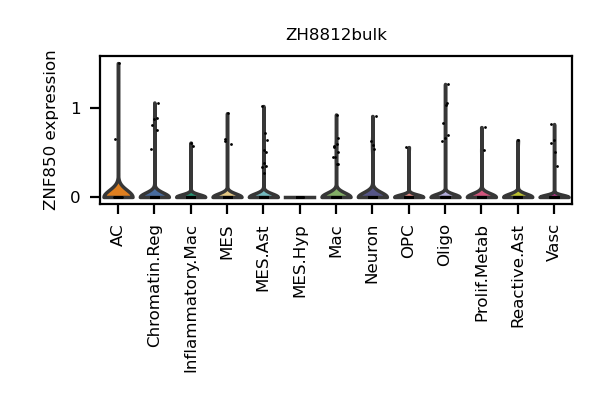 ZH8812bulk
ZNF850 expression
1
0
AC
Chromatin.Reg
Inflammatory.Mac
MES
MES.Ast
MES.Hyp
Mac
Neuron
OPC
Oligo
Prolif.Metab
Reactive.Ast
Vasc